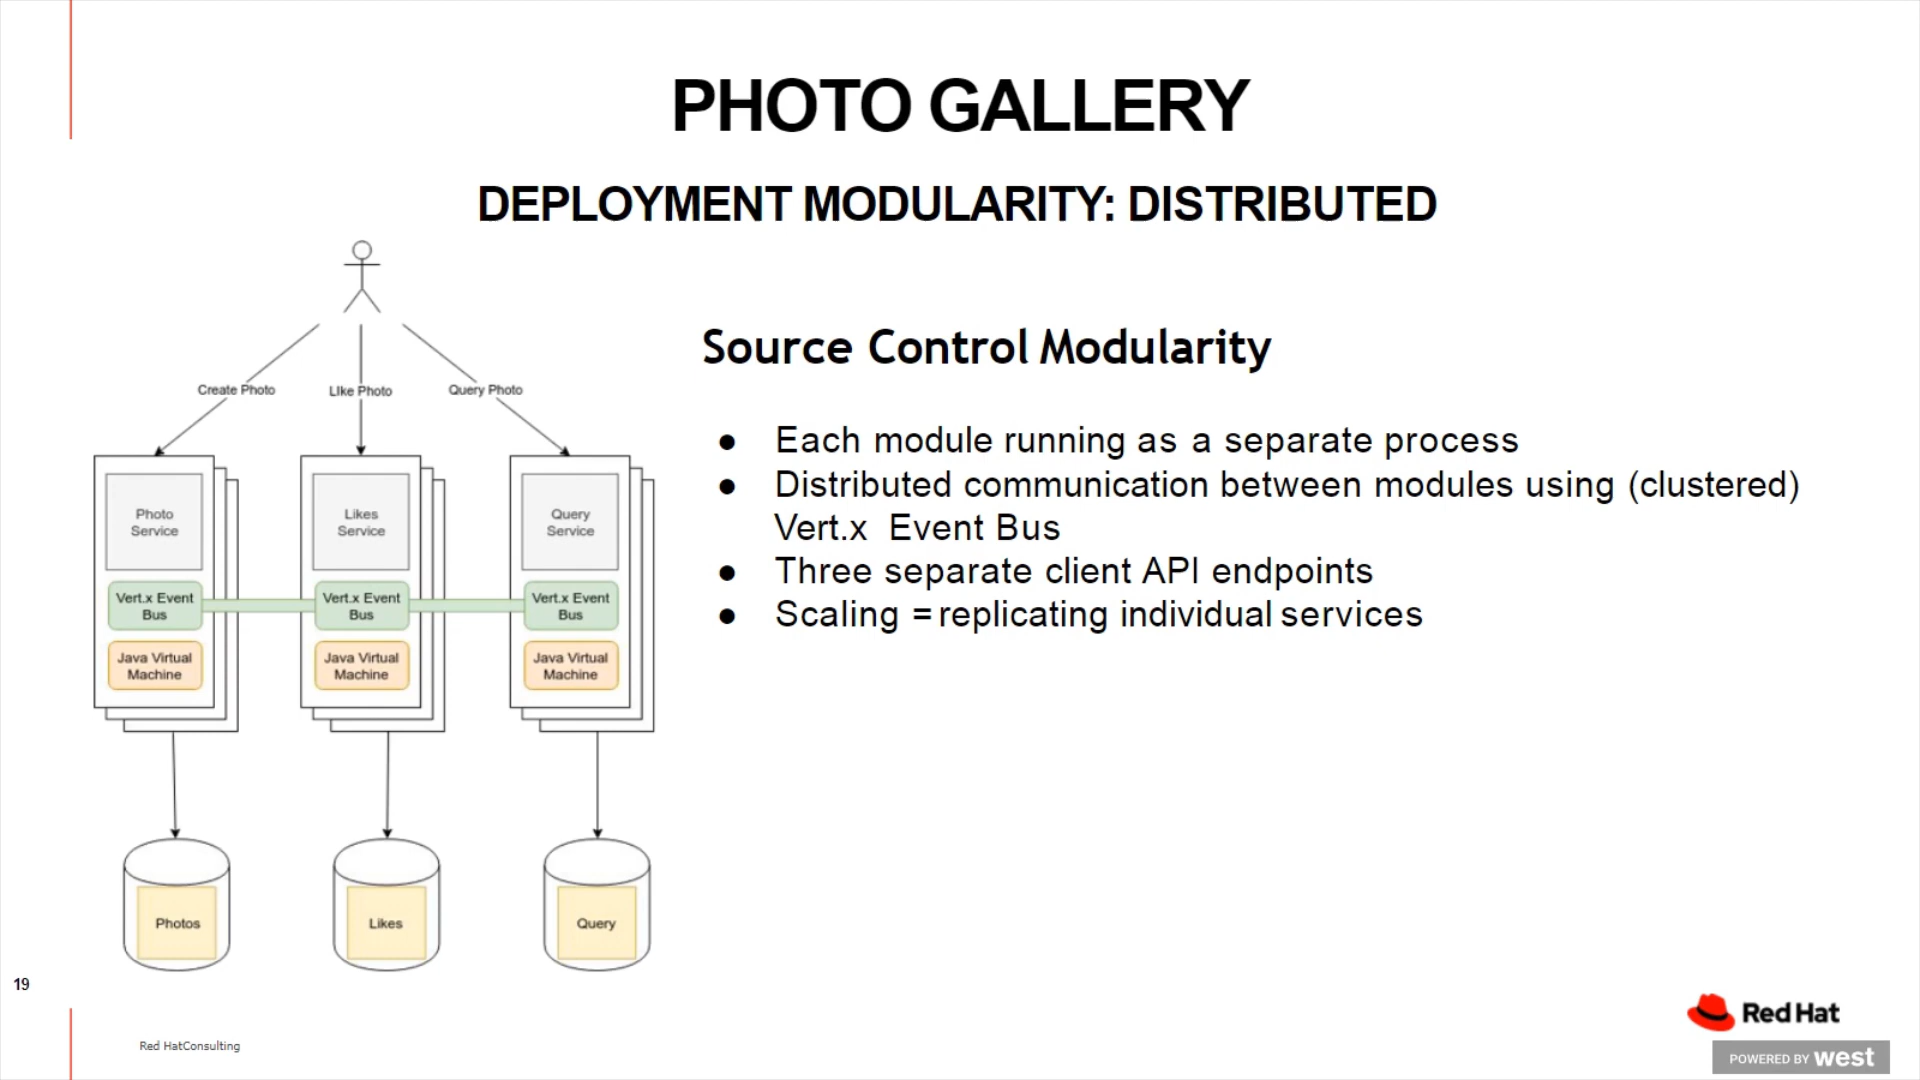 PHOTO GALLERY
DEPLOYMENT MODULARITY: DISTRIBUTED
Create Photo
LIke Photo
Query Photo
Photo
Service
Likes
Service
Query
Service
Vert.x Event
Bus
Vert.x Event
Bus
Vert.x Event
Bus
Java Virtual
Machine
Java Virtual
Machine
Java Virtual
Machine
Photos
Likes
Query
Source Control Modularity
● Each module running as a separate process
● Distributed communication between modules using (clustered)
Vert.x Event Bus
● Three separate client API endpoints
● Scaling = replicating individual services
19
Red HatConsulting
Red Hat
POWERED BY west